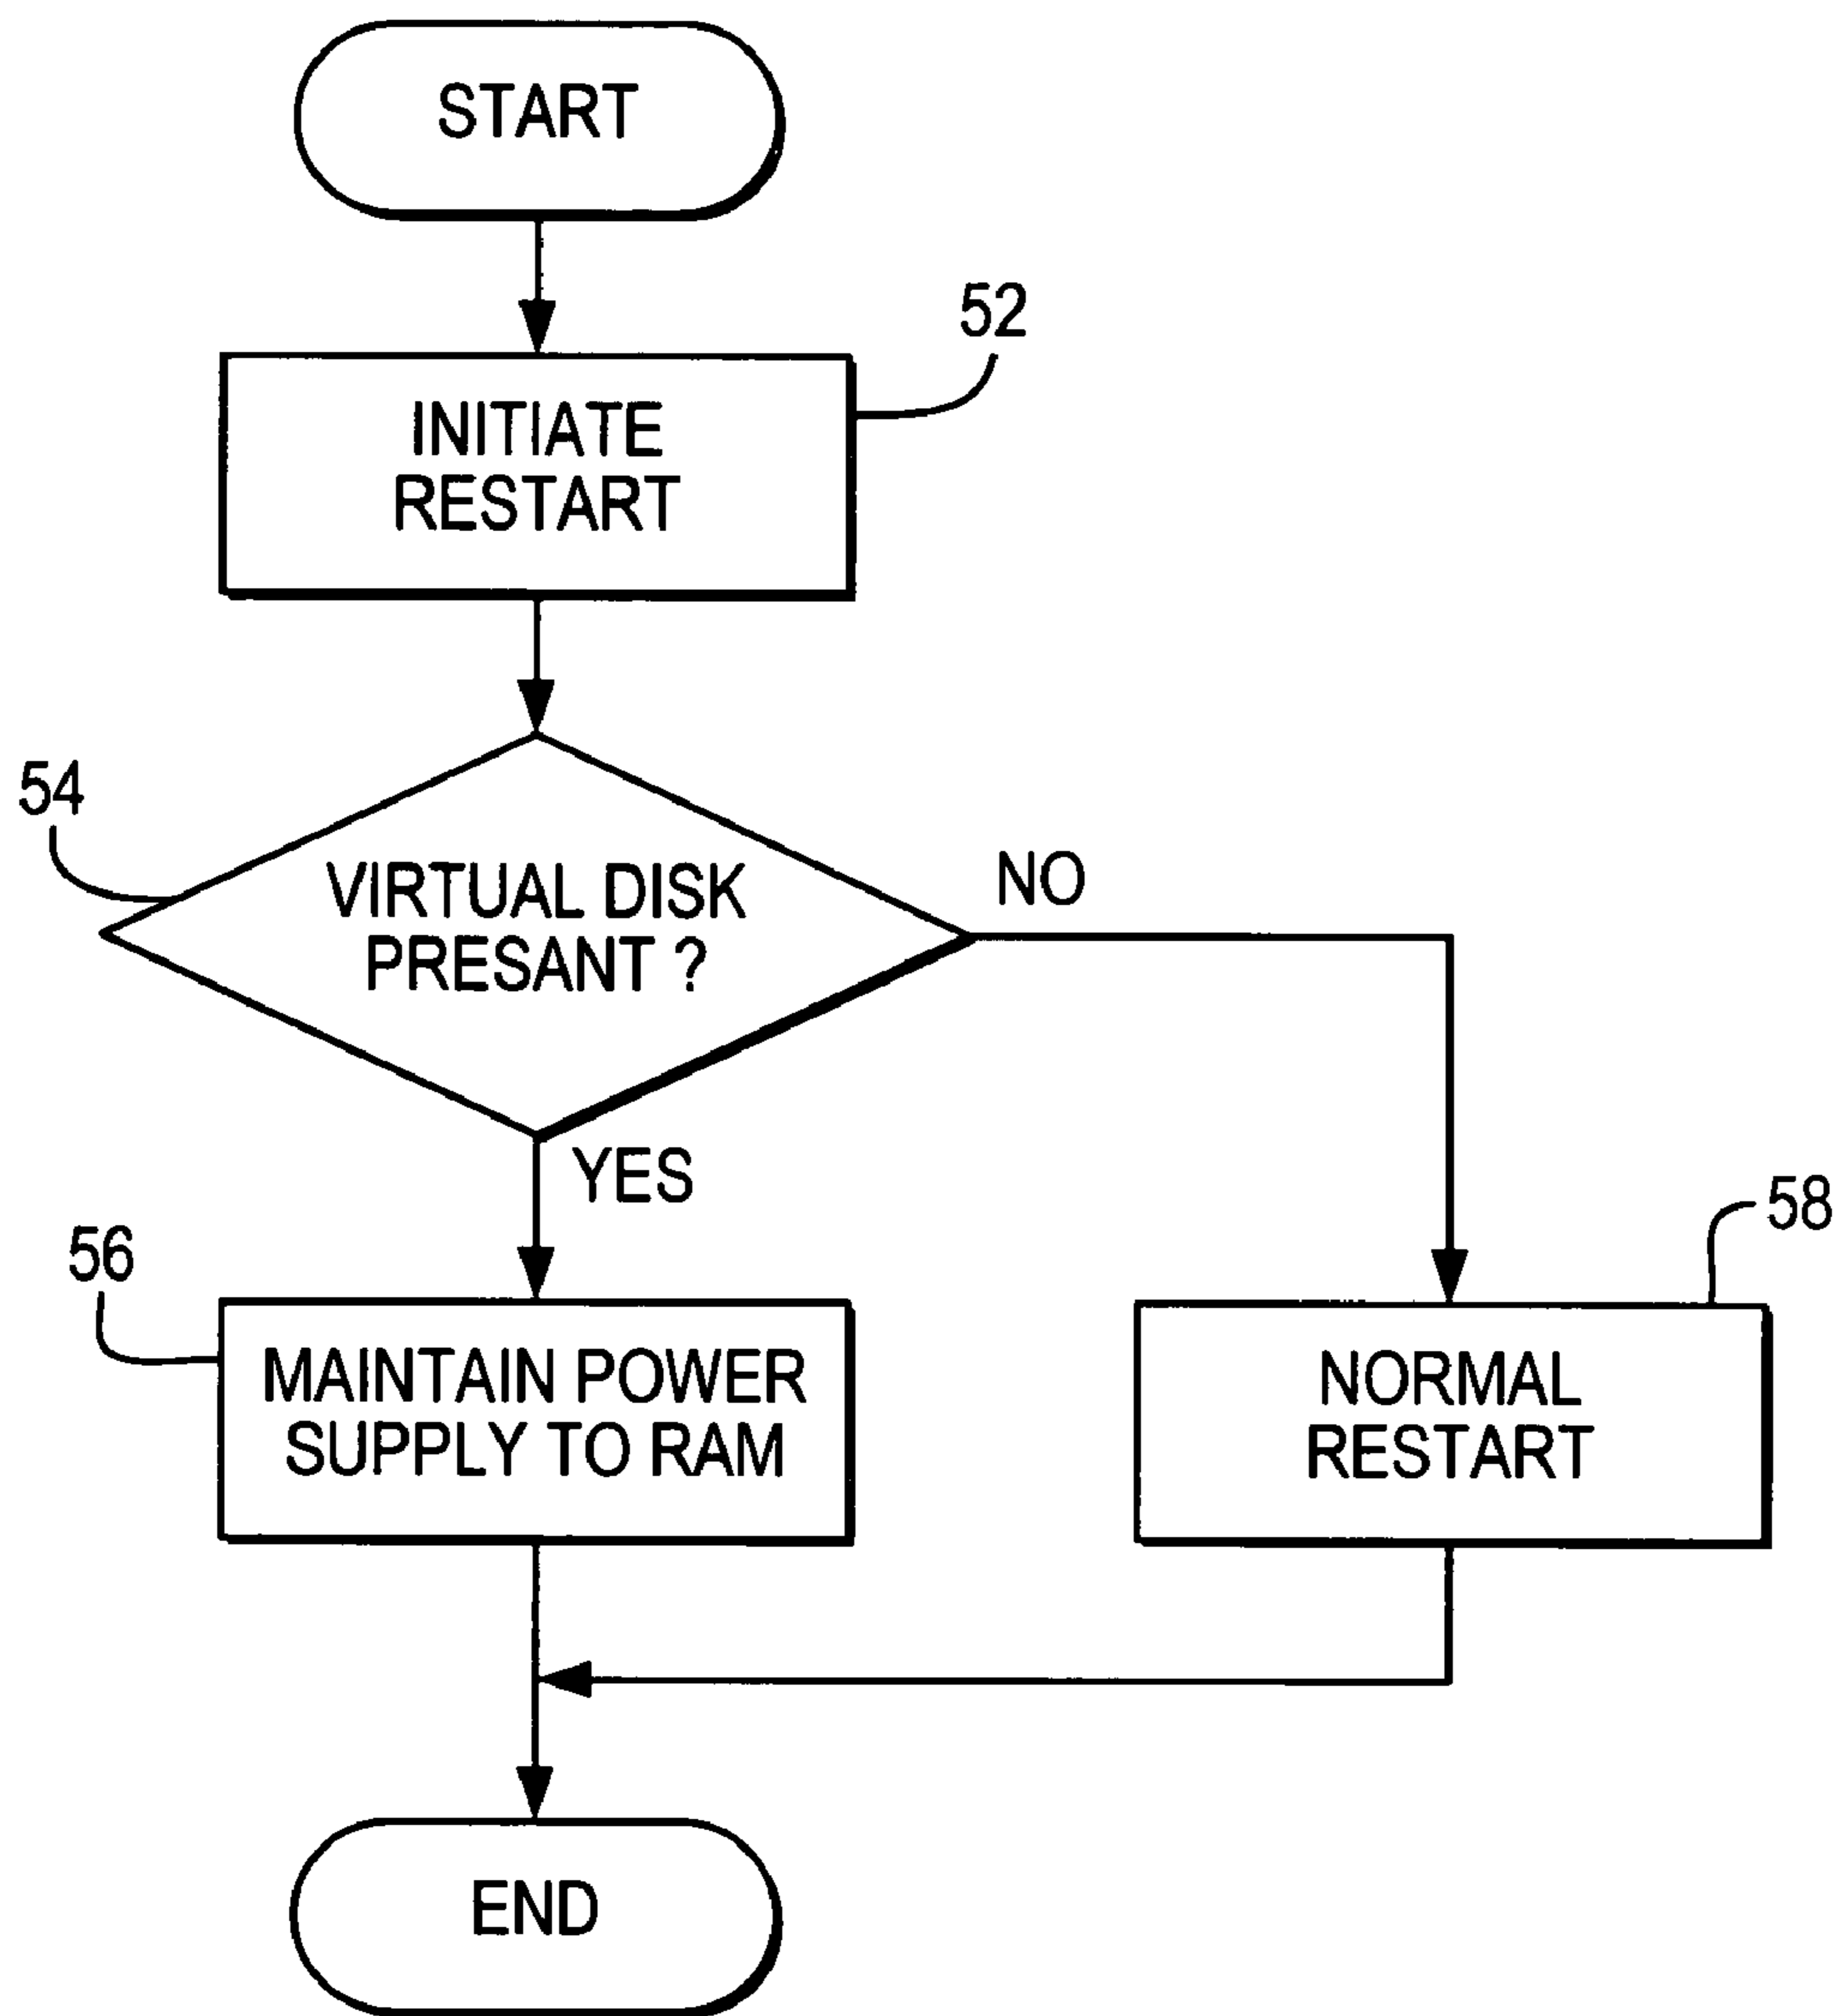 START
52
INITIATE
RESTART
54
VIRTUAL DISK
PRESANT ?
NO
YES
56
MAINTAIN POWER
SUPPLY TO RAM
58
NORMAL
RESTART
END